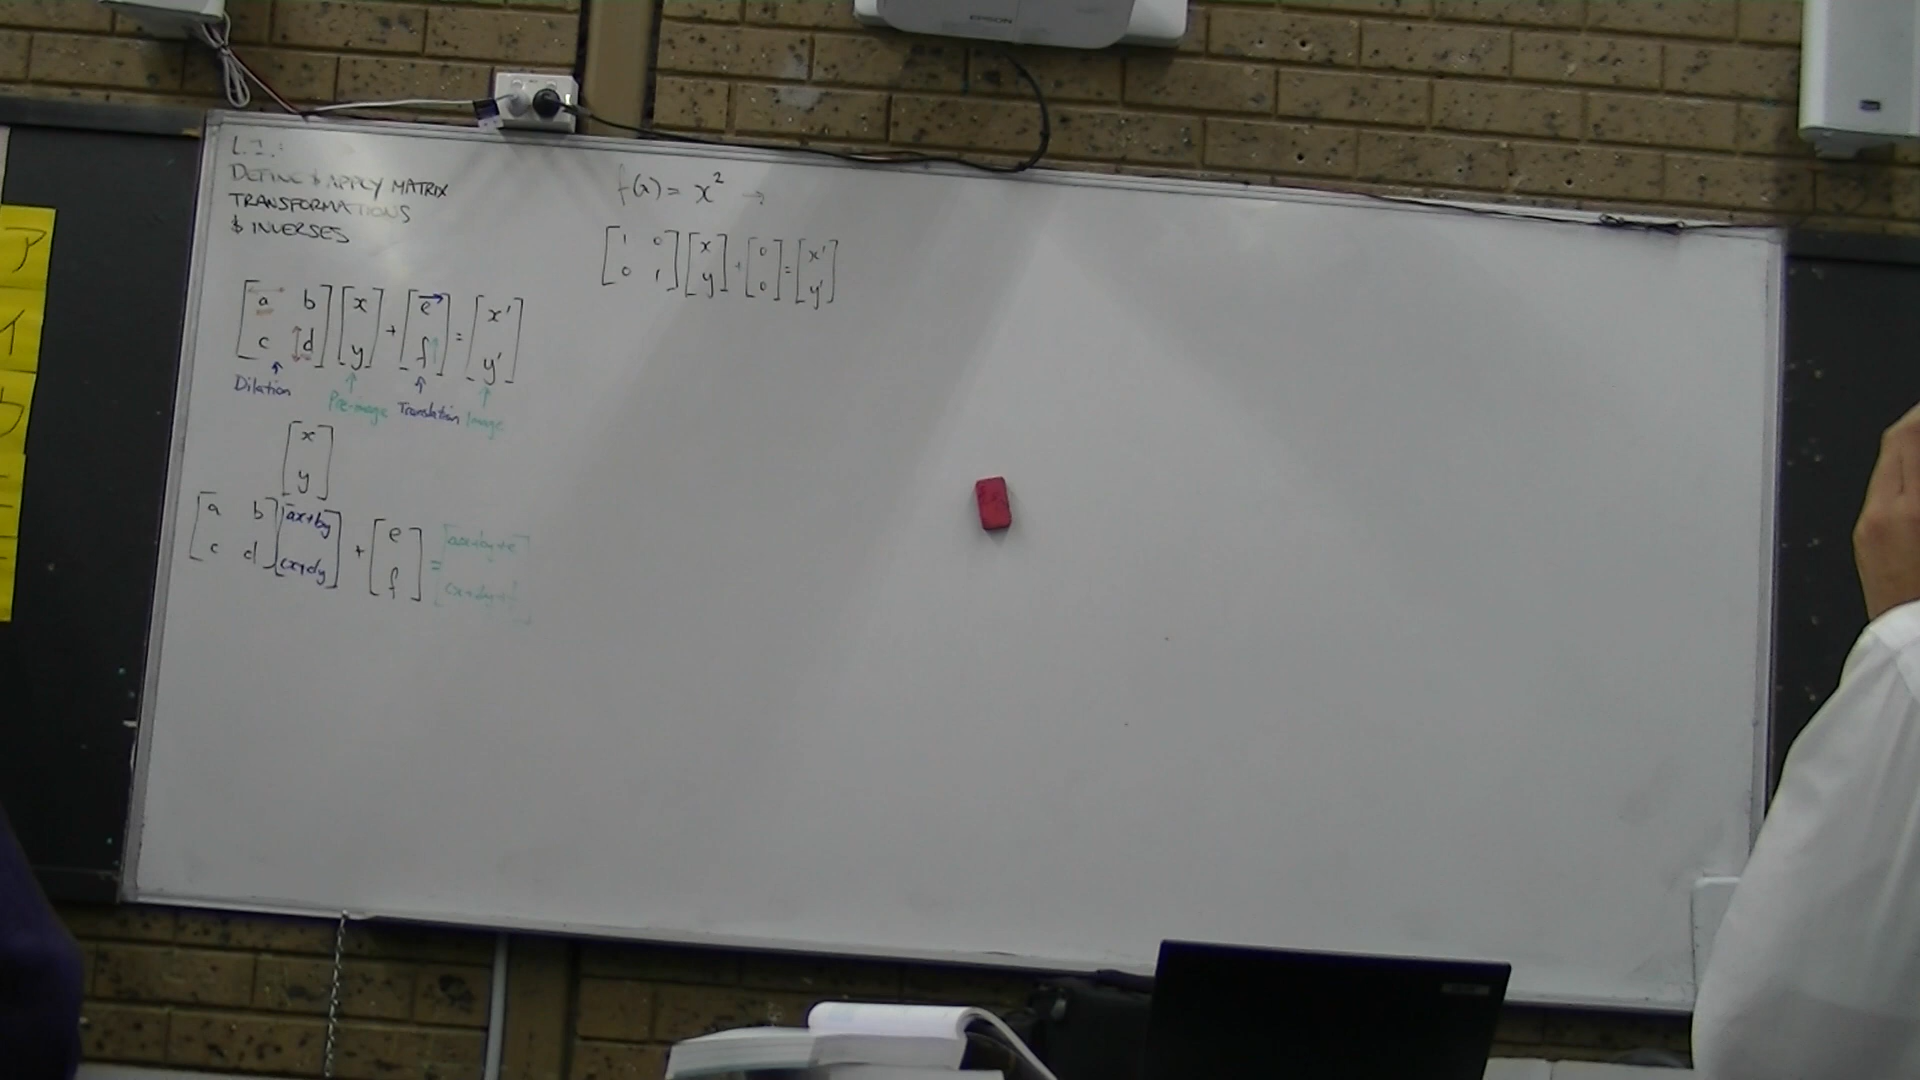 L.I.:
DEFINE & APPLY MATRIX
TRANSFORMATIONS
& INVERSES
[a b; c d] [x; y] + [e; f] = [x'; y']
Dilation Pre-image Translation Image
[x; y]
[a b; c d] [ax+by; cx+dy] + [e; f] = [ax+by+e; cx+dy+f]
f(x) = x² →
[1 0; 0 1] [x; y] + [0; 0] = [x'; y']
EPSON